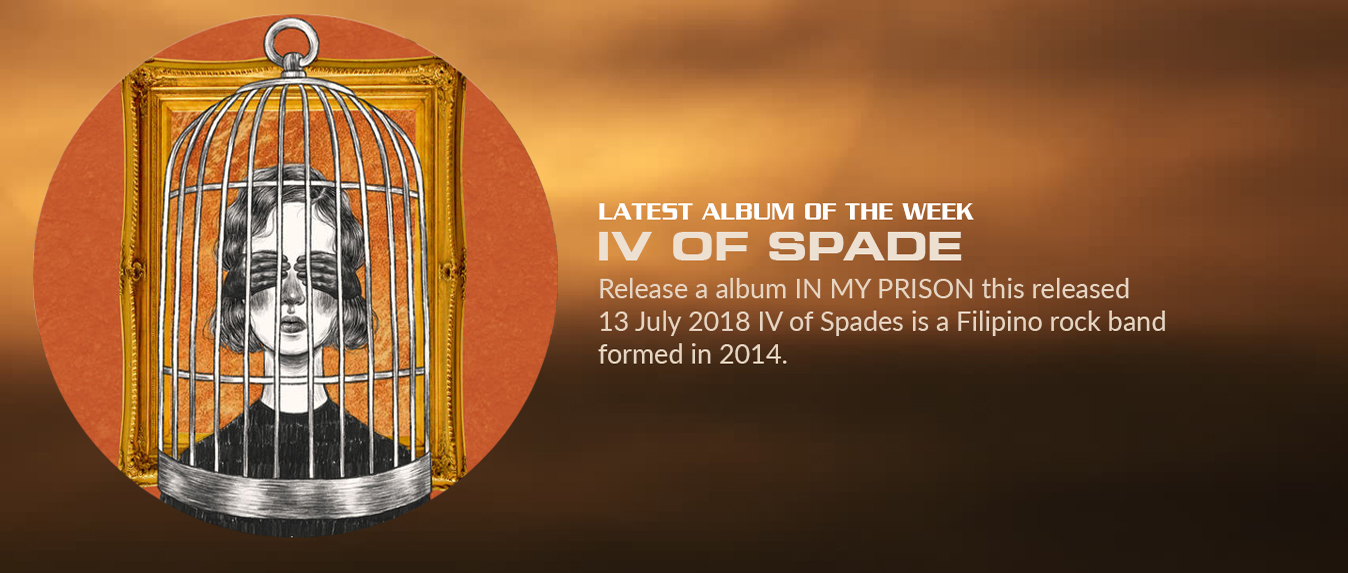 LATEST ALBUM OF THE WEEK
IV OF SPADE
Release a album IN MY PRISON this released
13 July 2018 IV of Spades is a Filipino rock band
formed in 2014.